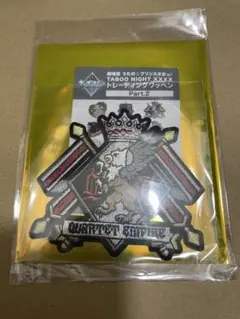 劇場版 うたの☆プリンスさまっ♪
TABOO NIGHT XXXX
トレーディングワッペン
Part.2
QUARTET EMPIRE